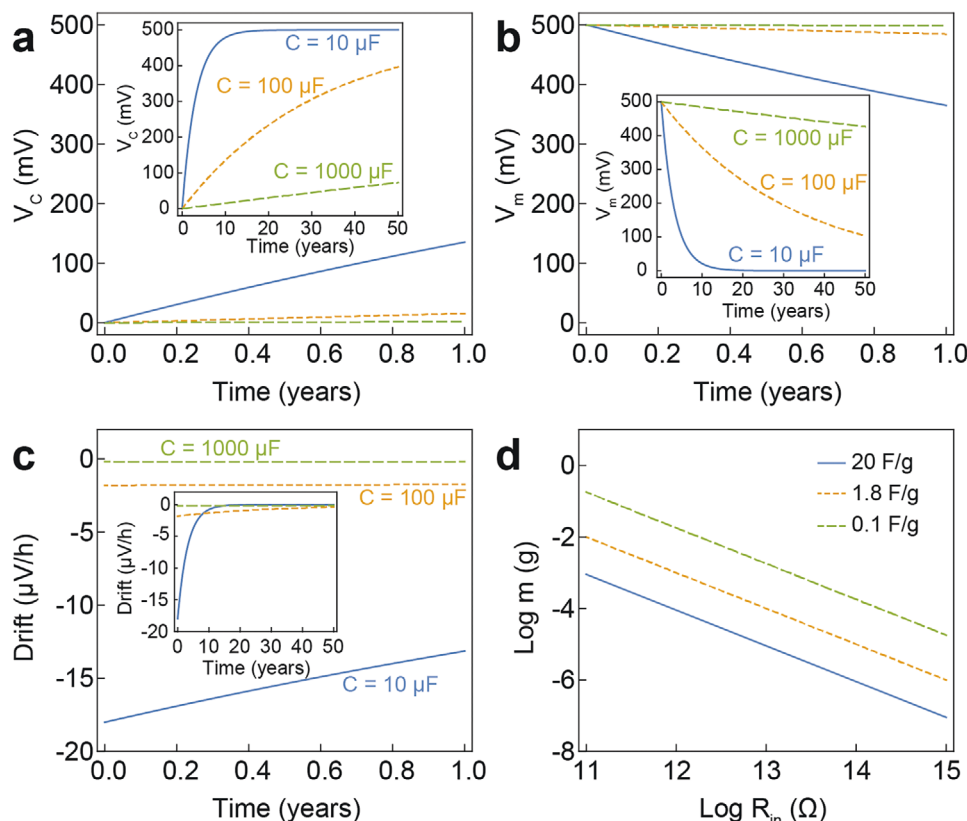 a
500
400
300
200
100
0
V_C (mV)
0.0 0.2 0.4 0.6 0.8 1.0
Time (years)
500
400
300
200
100
0
V_C (mV)
C = 10 µF
C = 100 µF
C = 1000 µF
0 10 20 30 40 50
Time (years)
b
500
400
300
200
100
0
V_m (mV)
0.0 0.2 0.4 0.6 0.8 1.0
Time (years)
500
400
300
200
100
0
V_m (mV)
C = 1000 µF
C = 100 µF
C = 10 µF
0 10 20 30 40 50
Time (years)
c
0
-5
-10
-15
-20
Drift (µV/h)
C = 1000 µF
C = 100 µF
C = 10 µF
0.0 0.2 0.4 0.6 0.8 1.0
Time (years)
0
-5
-10
-15
-20
Drift (µV/h)
0 10 20 30 40 50
Time (years)
d
0
-2
-4
-6
-8
Log m (g)
20 F/g
1.8 F/g
0.1 F/g
11 12 13 14 15
Log R_in (Ω)